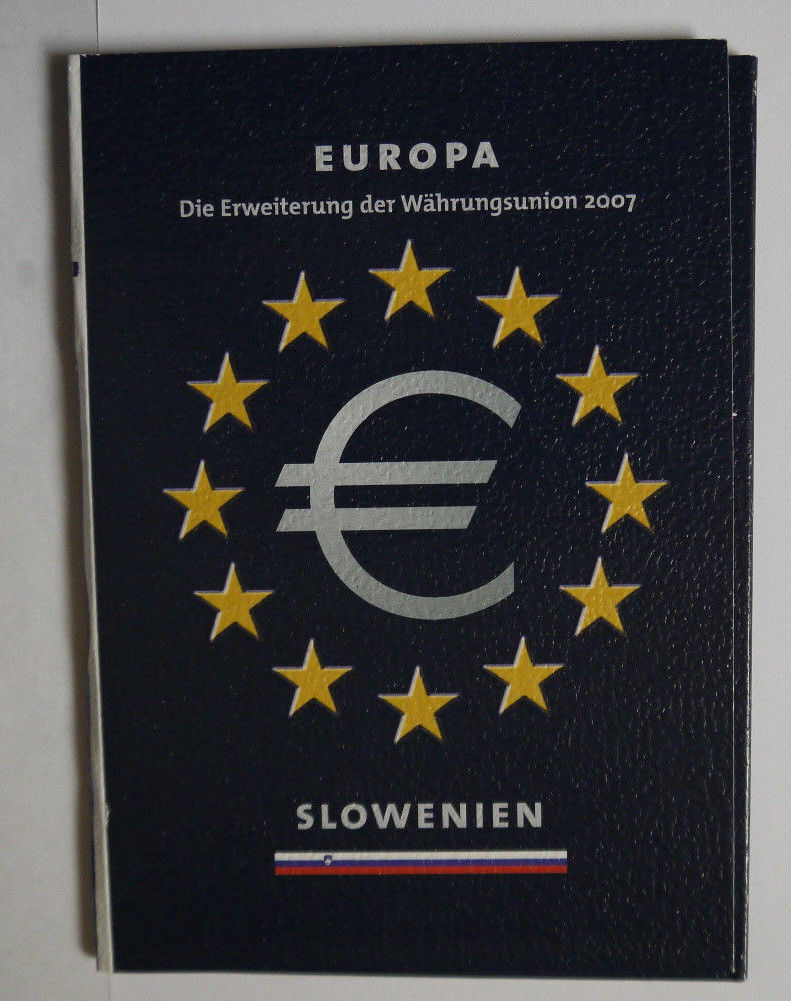 EUROPA
Die Erweiterung der Währungsunion 2007
€
SLOWENIEN